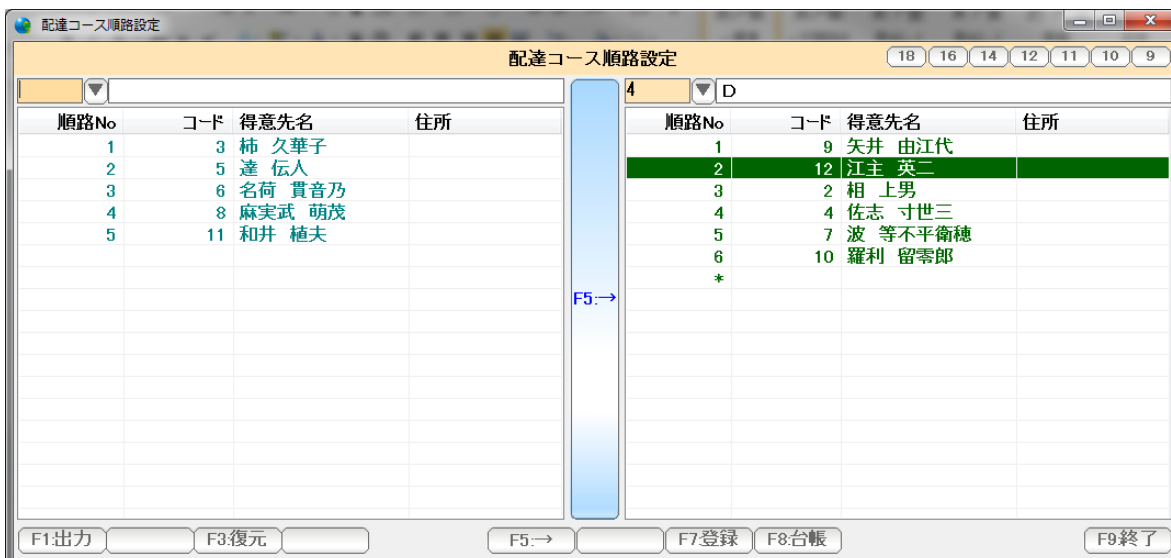 配達コース順路設定
配達コース順路設定 18 16 14 12 11 10 9
4 D
順路No コード 得意先名 住所
1 3 柿 久華子
2 5 達 伝人
3 6 名荷 貫音乃
4 8 麻実武 萌茂
5 11 和井 植夫
F5:→
順路No コード 得意先名 住所
1 9 矢井 由江代
2 12 江主 英二
3 2 相 上男
4 4 佐志 寸世三
5 7 波 等不平衛穂
6 10 羅利 留零郎
*
F1:出力 F3:復元 F5:→ F7:登録 F8:台帳 F9:終了